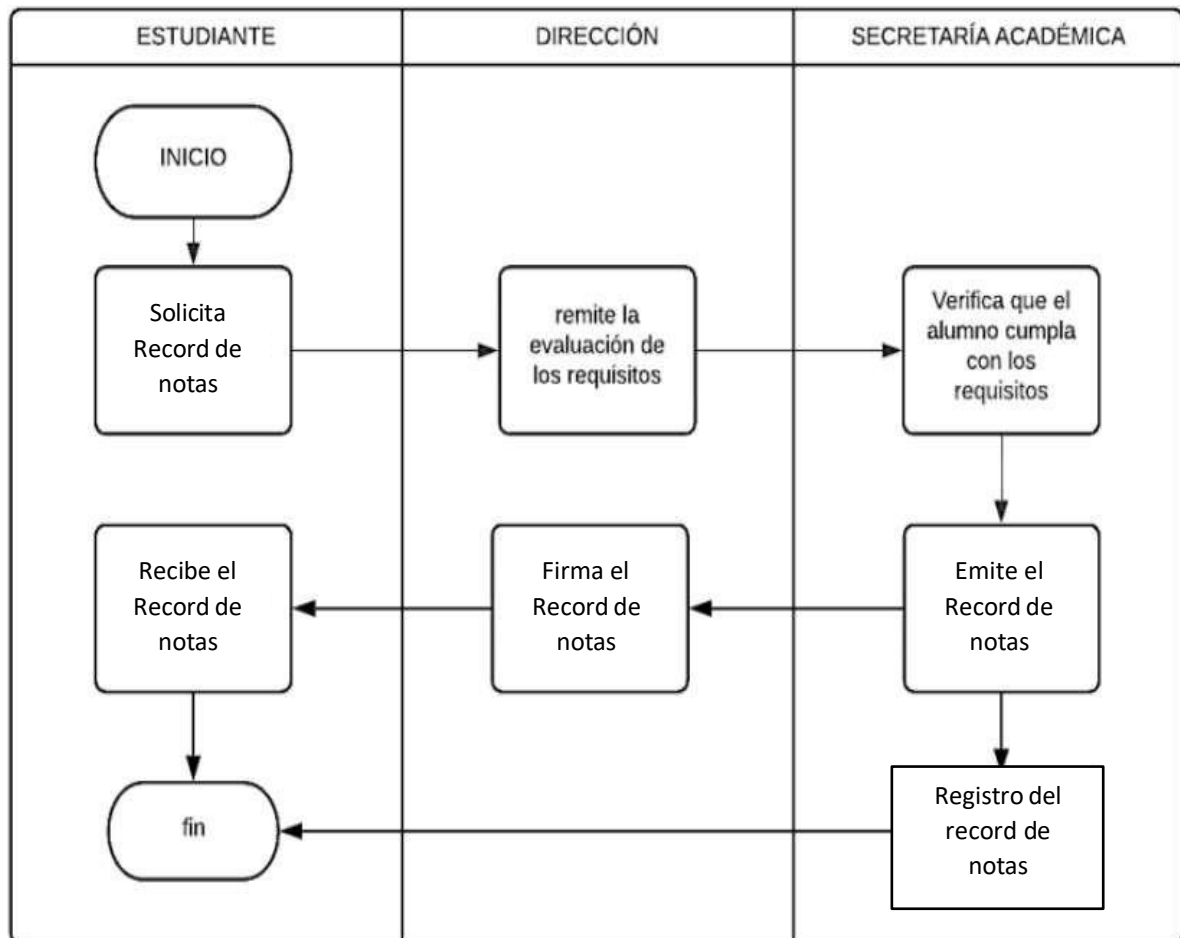 ESTUDIANTE
DIRECCIÓN
SECRETARÍA ACADÉMICA
INICIO
Solicita
Record de
notas
remite la
evaluación de
los requisitos
Verifica que el
alumno cumpla
con los
requisitos
Recibe el
Record de
notas
Firma el
Record de
notas
Emite el
Record de
notas
fin
Registro del
record de
notas